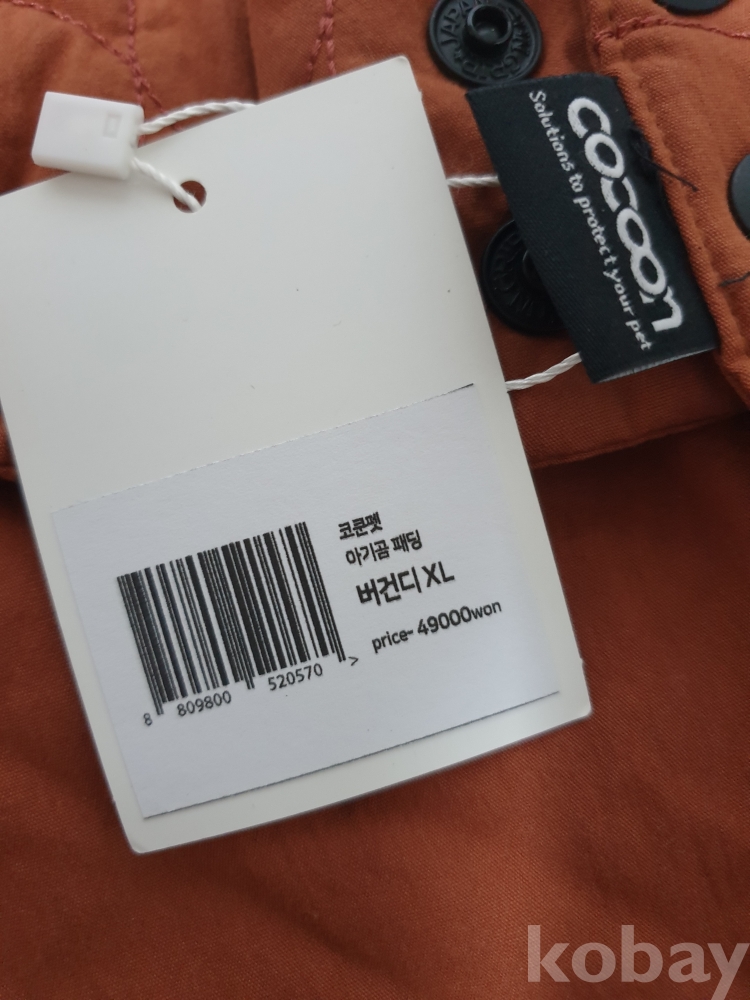 cocoon
Solutions to protect your pet
코쿤펫
아기곰 패딩
버건디 XL
price- 49000won
8 809800 520570 >
kobay